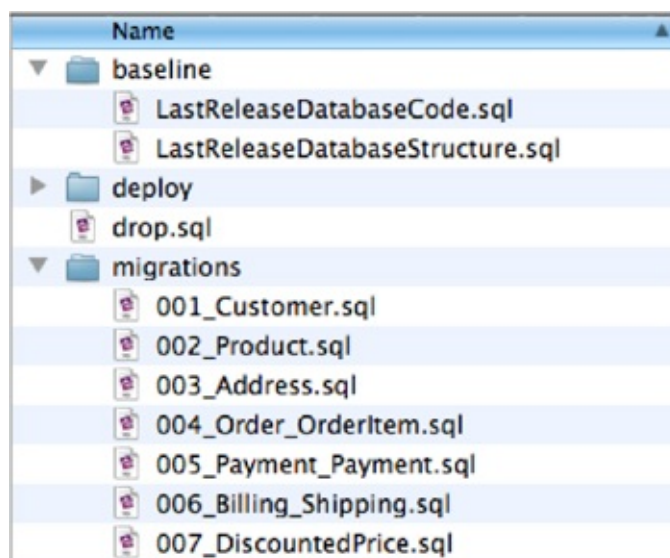 Name
baseline
LastReleaseDatabaseCode.sql
LastReleaseDatabaseStructure.sql
deploy
drop.sql
migrations
001_Customer.sql
002_Product.sql
003_Address.sql
004_Order_OrderItem.sql
005_Payment_Payment.sql
006_Billing_Shipping.sql
007_DiscountedPrice.sql